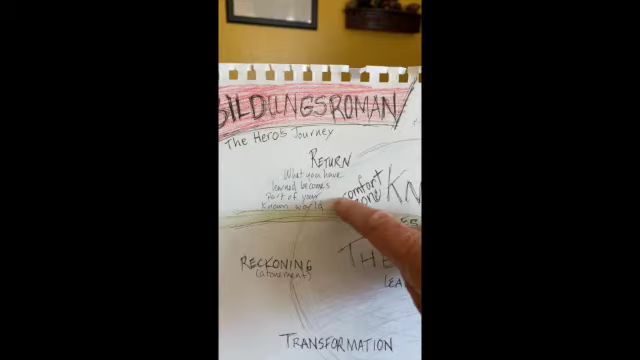 BILDUNGSROMAN
The Hero's Journey
RETURN
What you have
learned becomes
Part of your
Known world
comfort
zone
KN
RECKONING
(atonement)
THE
LEA
TRANSFORMATION